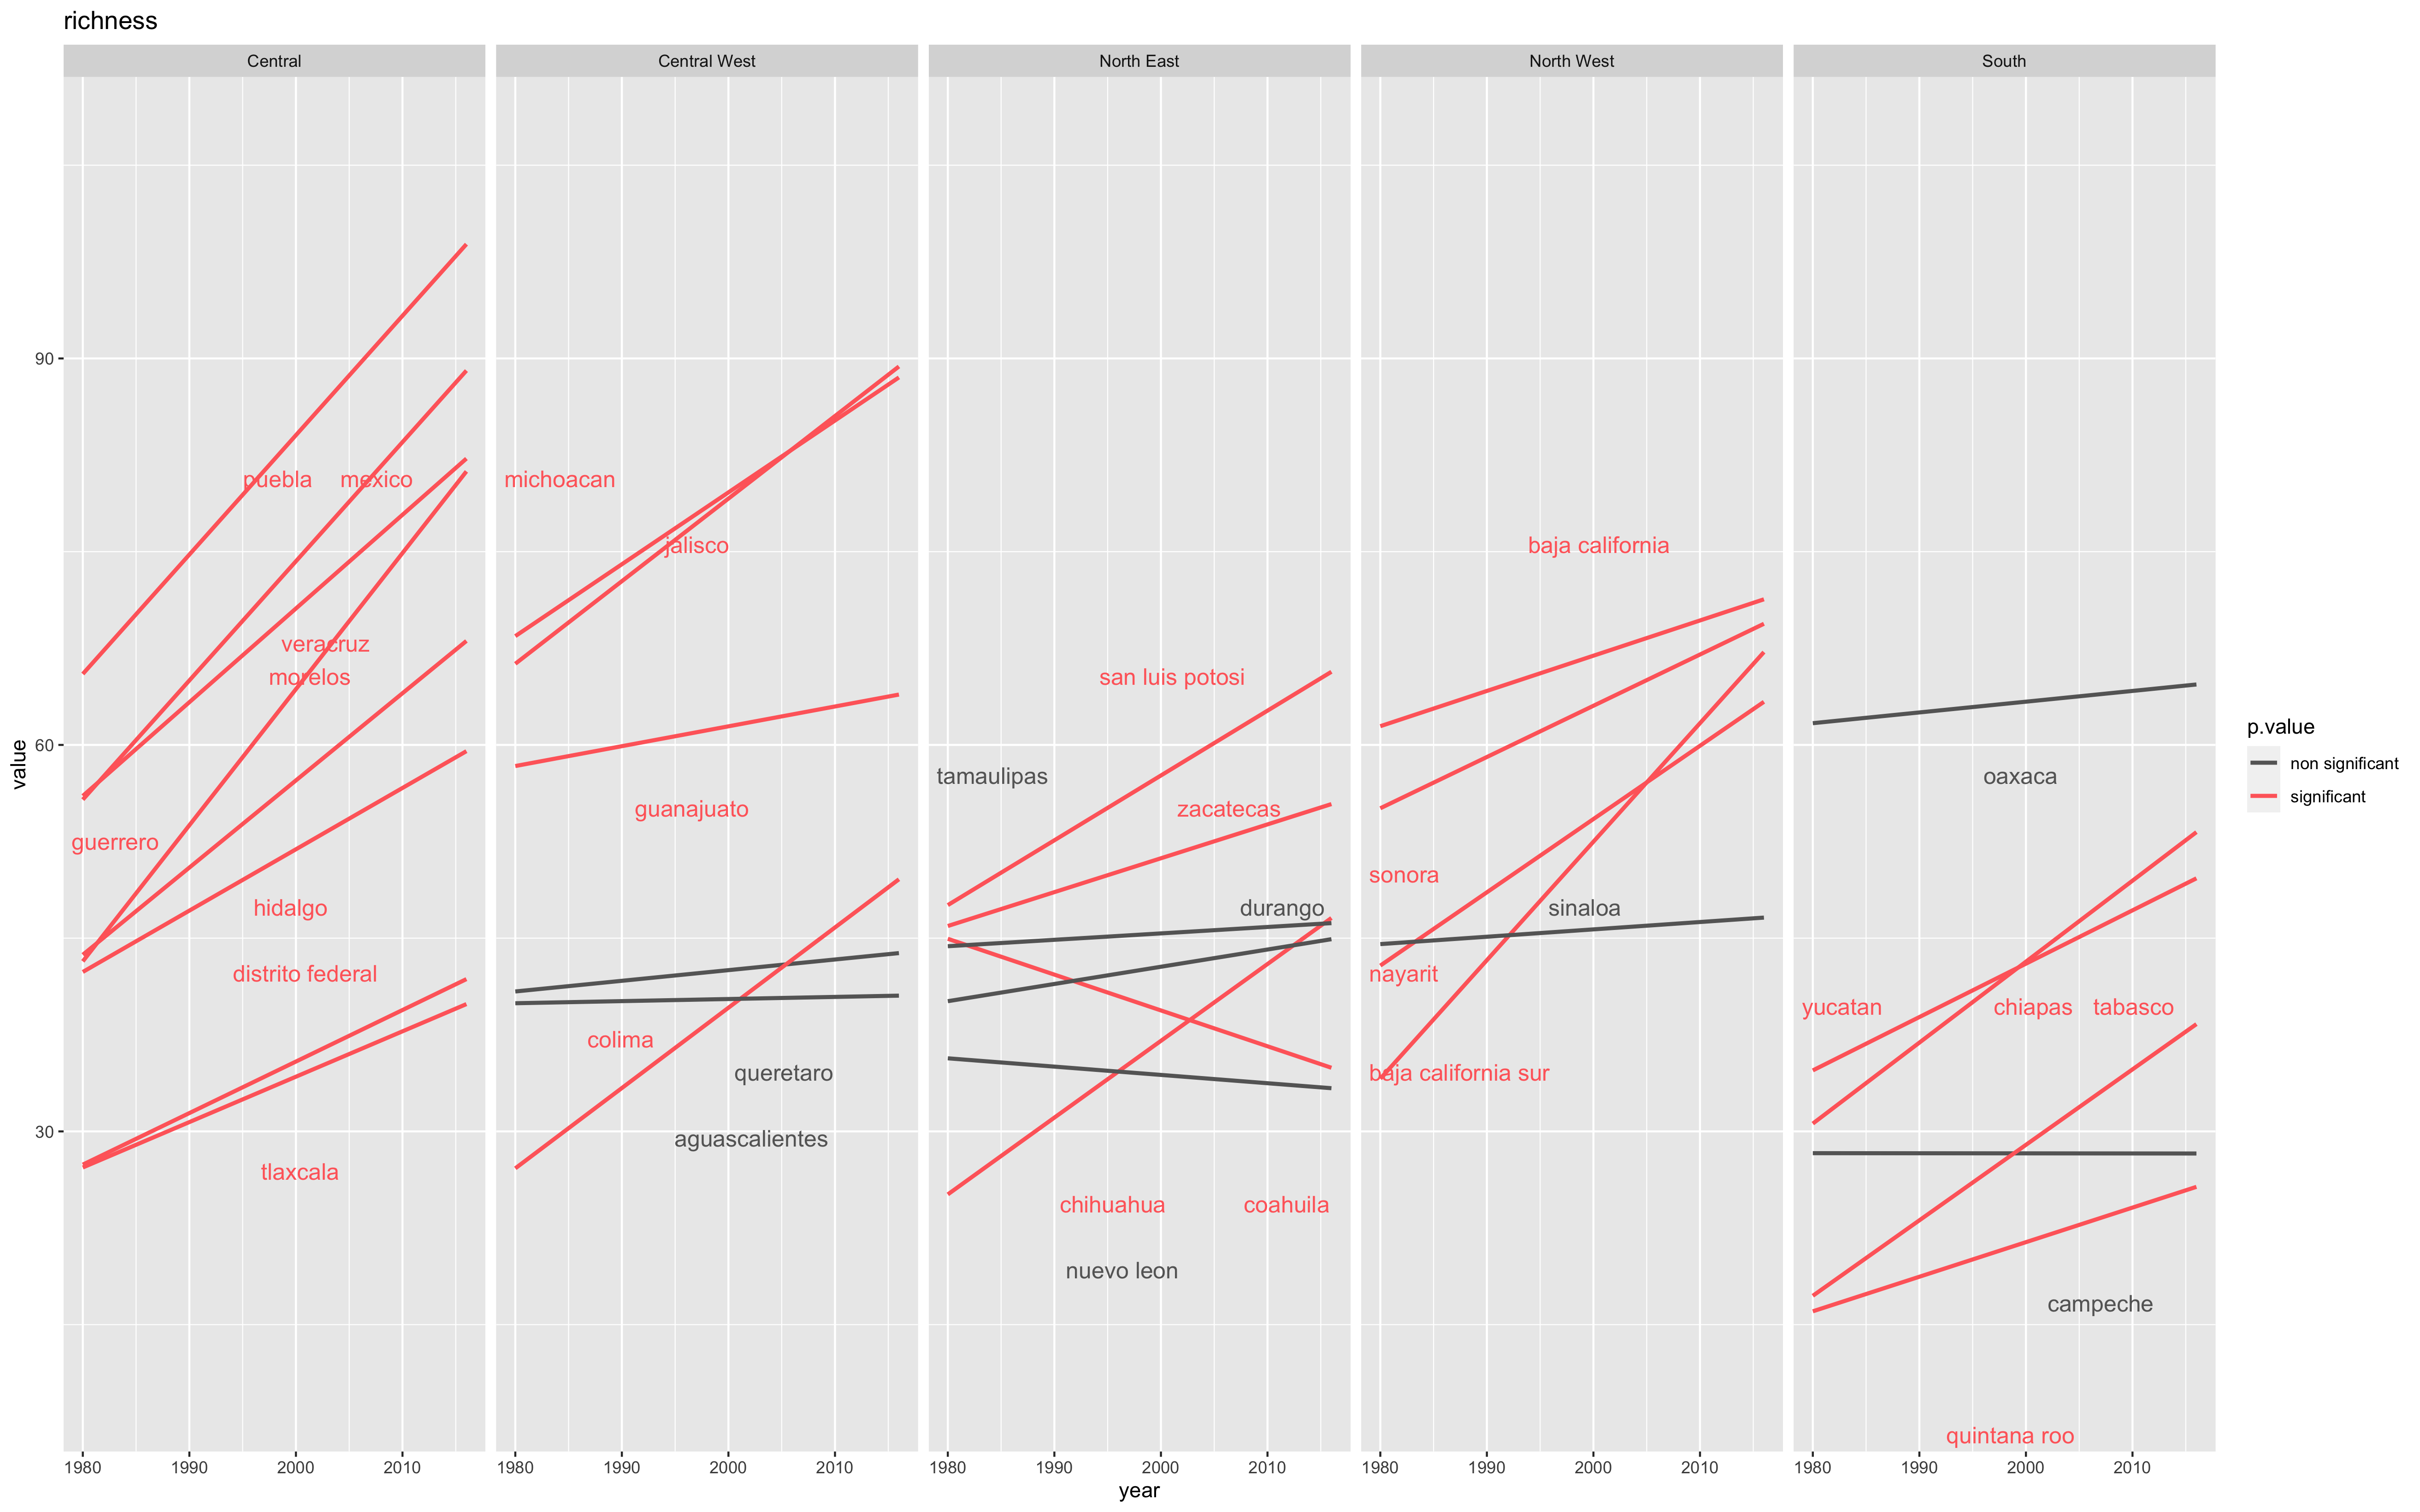 richness
Central
Central West
North East
North West
South
value
90
60
30
puebla
mexico
veracruz
morelos
guerrero
hidalgo
distrito federal
tlaxcala
michoacan
jalisco
guanajuato
colima
queretaro
aguascalientes
san luis potosi
tamaulipas
zacatecas
durango
chihuahua
coahuila
nuevo leon
baja california
sonora
sinaloa
nayarit
baja california sur
oaxaca
yucatan
chiapas
tabasco
campeche
quintana roo
1980 1990 2000 2010
1980 1990 2000 2010
1980 1990 2000 2010
1980 1990 2000 2010
1980 1990 2000 2010
year
p.value
non significant
significant